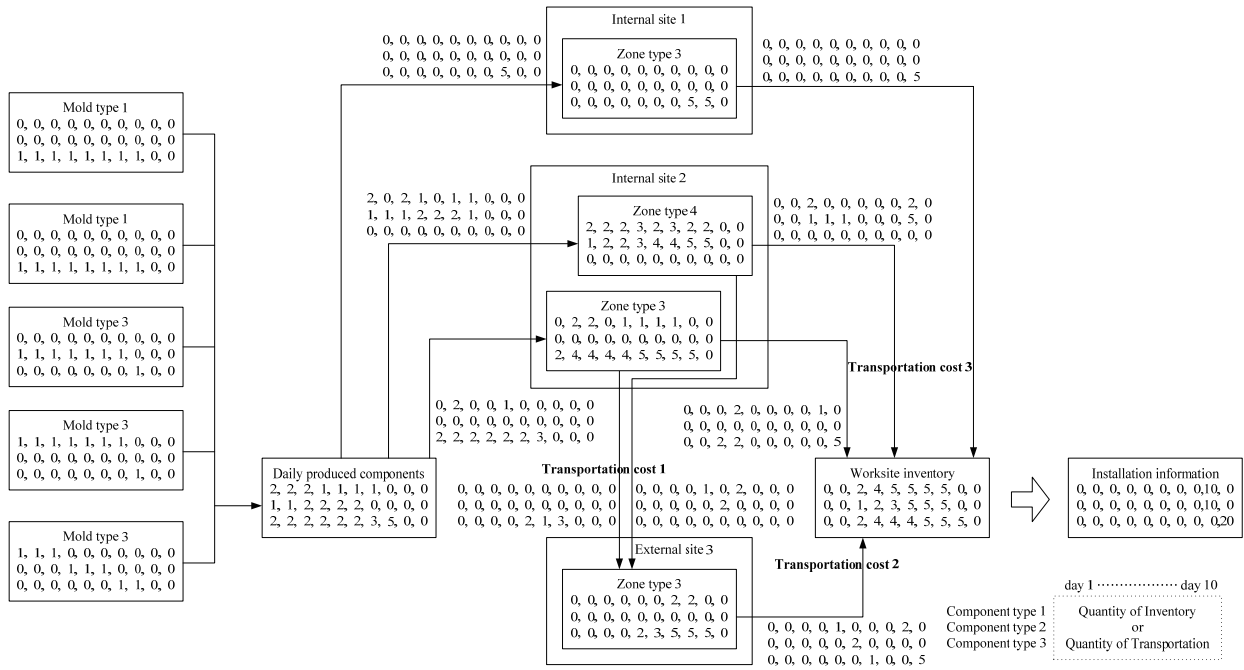 Internal site 1
0, 0, 0, 0, 0, 0, 0, 0, 0, 0
0, 0, 0, 0, 0, 0, 0, 0, 0, 0
0, 0, 0, 0, 0, 0, 0, 5, 0, 0
Zone type 3
0, 0, 0, 0, 0, 0, 0, 0, 0, 0
0, 0, 0, 0, 0, 0, 0, 0, 0, 0
0, 0, 0, 0, 0, 0, 0, 5, 5, 0
0, 0, 0, 0, 0, 0, 0, 0, 0, 0
0, 0, 0, 0, 0, 0, 0, 0, 0, 0
0, 0, 0, 0, 0, 0, 0, 0, 0, 5
Mold type 1
0, 0, 0, 0, 0, 0, 0, 0, 0, 0
0, 0, 0, 0, 0, 0, 0, 0, 0, 0
1, 1, 1, 1, 1, 1, 1, 1, 0, 0
Mold type 1
0, 0, 0, 0, 0, 0, 0, 0, 0, 0
0, 0, 0, 0, 0, 0, 0, 0, 0, 0
1, 1, 1, 1, 1, 1, 1, 1, 0, 0
Mold type 3
0, 0, 0, 0, 0, 0, 0, 0, 0, 0
1, 1, 1, 1, 1, 1, 1, 0, 0, 0
0, 0, 0, 0, 0, 0, 0, 1, 0, 0
Mold type 3
1, 1, 1, 1, 1, 1, 1, 0, 0, 0
0, 0, 0, 0, 0, 0, 0, 0, 0, 0
0, 0, 0, 0, 0, 0, 0, 1, 0, 0
Mold type 3
1, 1, 1, 0, 0, 0, 0, 0, 0, 0
0, 0, 0, 1, 1, 1, 0, 0, 0, 0
0, 0, 0, 0, 0, 0, 1, 1, 0, 0
Internal site 2
2, 0, 2, 1, 0, 1, 1, 0, 0, 0
1, 1, 1, 2, 2, 2, 1, 0, 0, 0
0, 0, 0, 0, 0, 0, 0, 0, 0, 0
Zone type 4
2, 2, 2, 3, 2, 3, 2, 2, 0, 0
1, 2, 2, 3, 4, 4, 5, 5, 0, 0
0, 0, 0, 0, 0, 0, 0, 0, 0, 0
0, 0, 2, 0, 0, 0, 0, 0, 2, 0
0, 0, 1, 1, 1, 0, 0, 0, 5, 0
0, 0, 0, 0, 0, 0, 0, 0, 0, 0
Zone type 3
0, 2, 2, 0, 1, 1, 1, 1, 0, 0
0, 0, 0, 0, 0, 0, 0, 0, 0, 0
2, 4, 4, 4, 4, 5, 5, 5, 5, 0
Transportation cost 3
0, 2, 0, 0, 1, 0, 0, 0, 0, 0
0, 0, 0, 0, 0, 0, 0, 0, 0, 0
2, 2, 2, 2, 2, 2, 3, 0, 0, 0
0, 0, 0, 2, 0, 0, 0, 0, 1, 0
0, 0, 0, 0, 0, 0, 0, 0, 0, 0
0, 0, 2, 2, 0, 0, 0, 0, 0, 5
Daily produced components
2, 2, 2, 1, 1, 1, 1, 0, 0, 0
1, 1, 2, 2, 2, 2, 0, 0, 0, 0
2, 2, 2, 2, 2, 2, 3, 5, 0, 0
Transportation cost 1
0, 0, 0, 0, 0, 0, 0, 0, 0, 0
0, 0, 0, 0, 0, 0, 0, 0, 0, 0
0, 0, 0, 0, 2, 1, 3, 0, 0, 0
0, 0, 0, 0, 1, 0, 2, 0, 0, 0
0, 0, 0, 0, 0, 2, 0, 0, 0, 0
0, 0, 0, 0, 0, 0, 0, 0, 0, 0
Worksite inventory
0, 0, 2, 4, 5, 5, 5, 5, 0, 0
0, 0, 1, 2, 3, 5, 5, 5, 0, 0
0, 0, 2, 4, 4, 4, 5, 5, 5, 0
Installation information
0, 0, 0, 0, 0, 0, 0, 0,10, 0
0, 0, 0, 0, 0, 0, 0, 0,10, 0
0, 0, 0, 0, 0, 0, 0, 0, 0,20
External site 3
Zone type 3
0, 0, 0, 0, 0, 0, 2, 2, 0, 0
0, 0, 0, 0, 0, 0, 0, 0, 0, 0
0, 0, 0, 0, 2, 3, 5, 5, 5, 0
Transportation cost 2
0, 0, 0, 0, 1, 0, 0, 0, 2, 0
0, 0, 0, 0, 0, 2, 0, 0, 0, 0
0, 0, 0, 0, 0, 0, 1, 0, 0, 5
day 1 ················ day 10
Component type 1
Component type 2
Component type 3
Quantity of Inventory
or
Quantity of Transportation